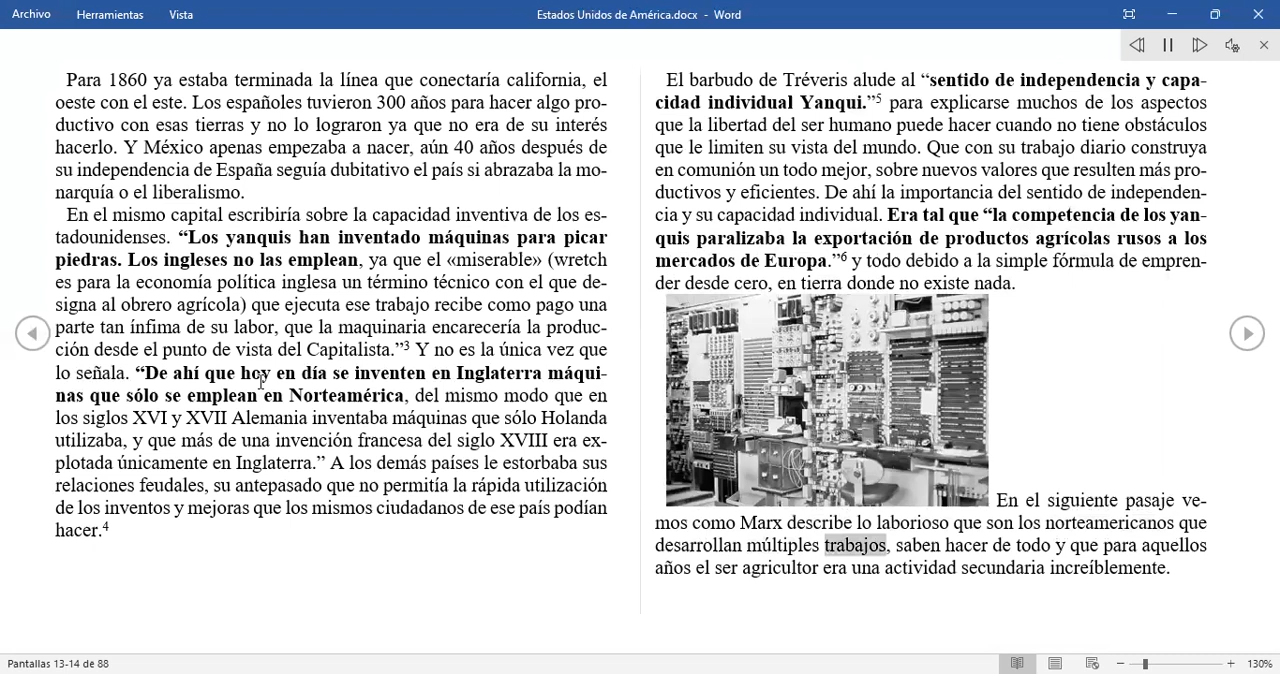 Archivo Herramientas Vista Estados Unidos de América.docx - Word
Para 1860 ya estaba terminada la línea que conectaría california, el
oeste con el este. Los españoles tuvieron 300 años para hacer algo pro-
ductivo con esas tierras y no lo lograron ya que no era de su interés
hacerlo. Y México apenas empezaba a nacer, aún 40 años después de
su independencia de España seguía dubitativo el país si abrazaba la mo-
narquía o el liberalismo.
En el mismo capital escribiría sobre la capacidad inventiva de los es-
tadounidenses. “Los yanquis han inventado máquinas para picar
piedras. Los ingleses no las emplean, ya que el «miserable» (wretch
es para la economía política inglesa un término técnico con el que de-
signa al obrero agrícola) que ejecuta ese trabajo recibe como pago una
parte tan ínfima de su labor, que la maquinaria encarecería la produc-
ción desde el punto de vista del Capitalista.”3 Y no es la única vez que
lo señala. “De ahí que hoy en día se inventen en Inglaterra máqui-
nas que sólo se emplean en Norteamérica, del mismo modo que en
los siglos XVI y XVII Alemania inventaba máquinas que sólo Holanda
utilizaba, y que más de una invención francesa del siglo XVIII era ex-
plotada únicamente en Inglaterra.” A los demás países le estorbaba sus
relaciones feudales, su antepasado que no permitía la rápida utilización
de los inventos y mejoras que los mismos ciudadanos de ese país podían
hacer.4
El barbudo de Tréveris alude al “sentido de independencia y capa-
cidad individual Yanqui.”5 para explicarse muchos de los aspectos
que la libertad del ser humano puede hacer cuando no tiene obstáculos
que le limiten su vista del mundo. Que con su trabajo diario construya
en comunión un todo mejor, sobre nuevos valores que resulten más pro-
ductivos y eficientes. De ahí la importancia del sentido de independen-
cia y su capacidad individual. Era tal que “la competencia de los yan-
quis paralizaba la exportación de productos agrícolas rusos a los
mercados de Europa.”6 y todo debido a la simple fórmula de empren-
der desde cero, en tierra donde no existe nada.
En el siguiente pasaje ve-
mos como Marx describe lo laborioso que son los norteamericanos que
desarrollan múltiples trabajos, saben hacer de todo y que para aquellos
años el ser agricultor era una actividad secundaria increíblemente.
Pantallas 13-14 de 88 130%